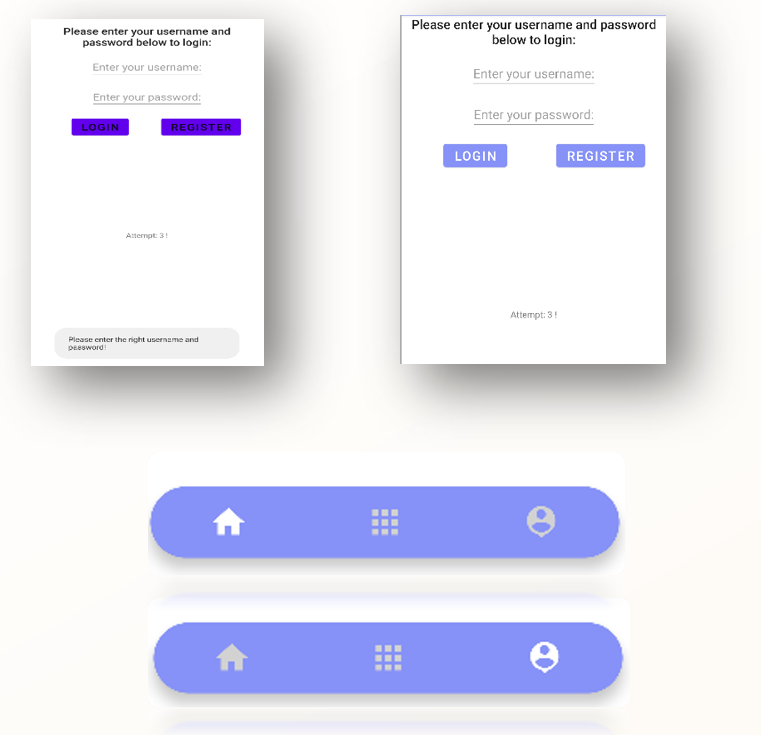 Please enter your username and
password below to login:
Enter your username:
Enter your password:
LOGIN REGISTER
Attempt: 3 !
Please enter the right username and
password!
Please enter your username and password
below to login:
Enter your username:
Enter your password:
LOGIN REGISTER
Attempt: 3 !